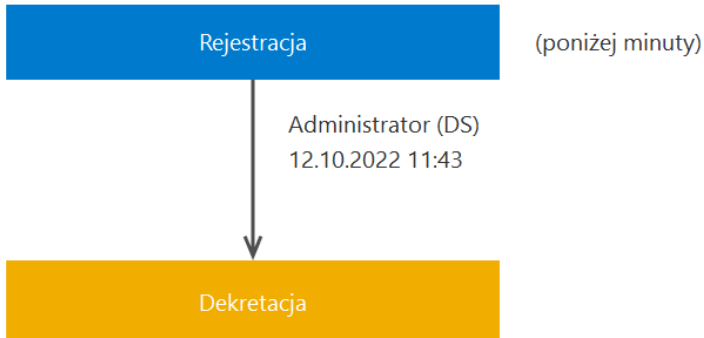 Rejestracja
(poniżej minuty)
Administrator (DS)
12.10.2022 11:43
Dekretacja